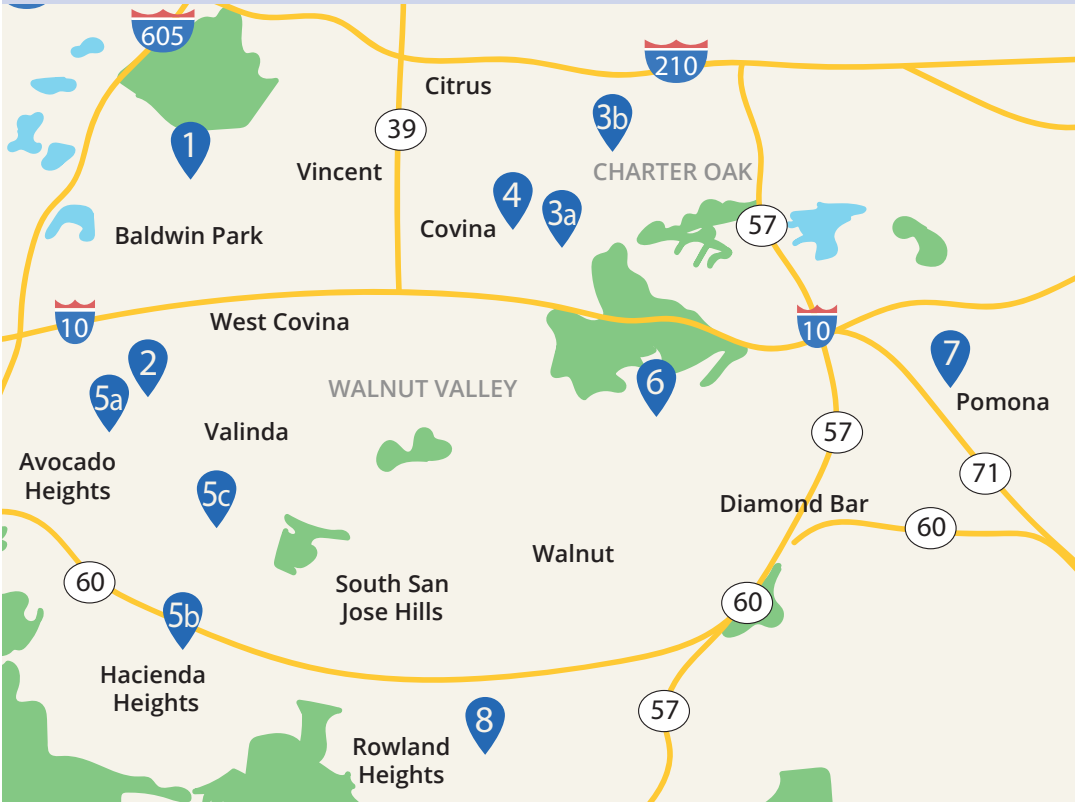 605
210
Citrus
3b
39
1
Vincent
CHARTER OAK
4
3a
57
Covina
Baldwin Park
10
West Covina
10
2
7
5a
6
WALNUT VALLEY
Pomona
Valinda
57
Avocado
Heights
71
5c
Diamond Bar
60
Walnut
60
South San
Jose Hills
60
5b
Hacienda
Heights
57
8
Rowland
Heights